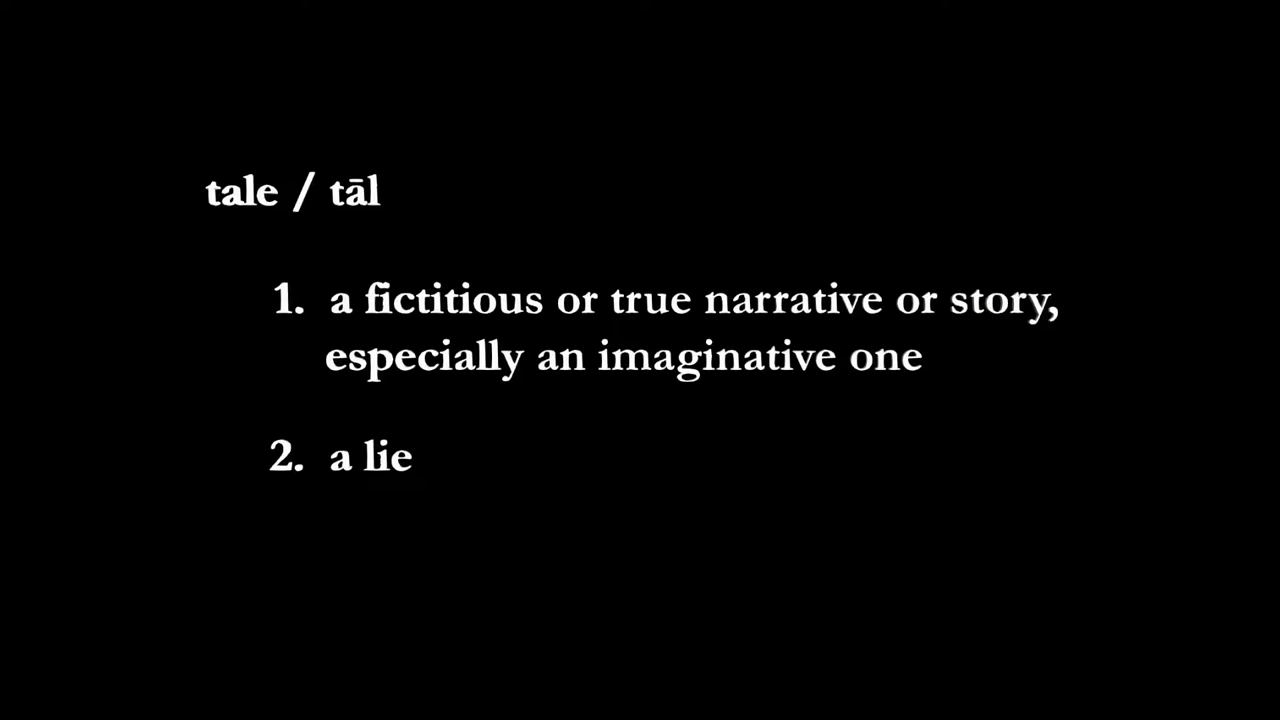 tale / tāl
1. a fictitious or true narrative or story,
especially an imaginative one
2. a lie